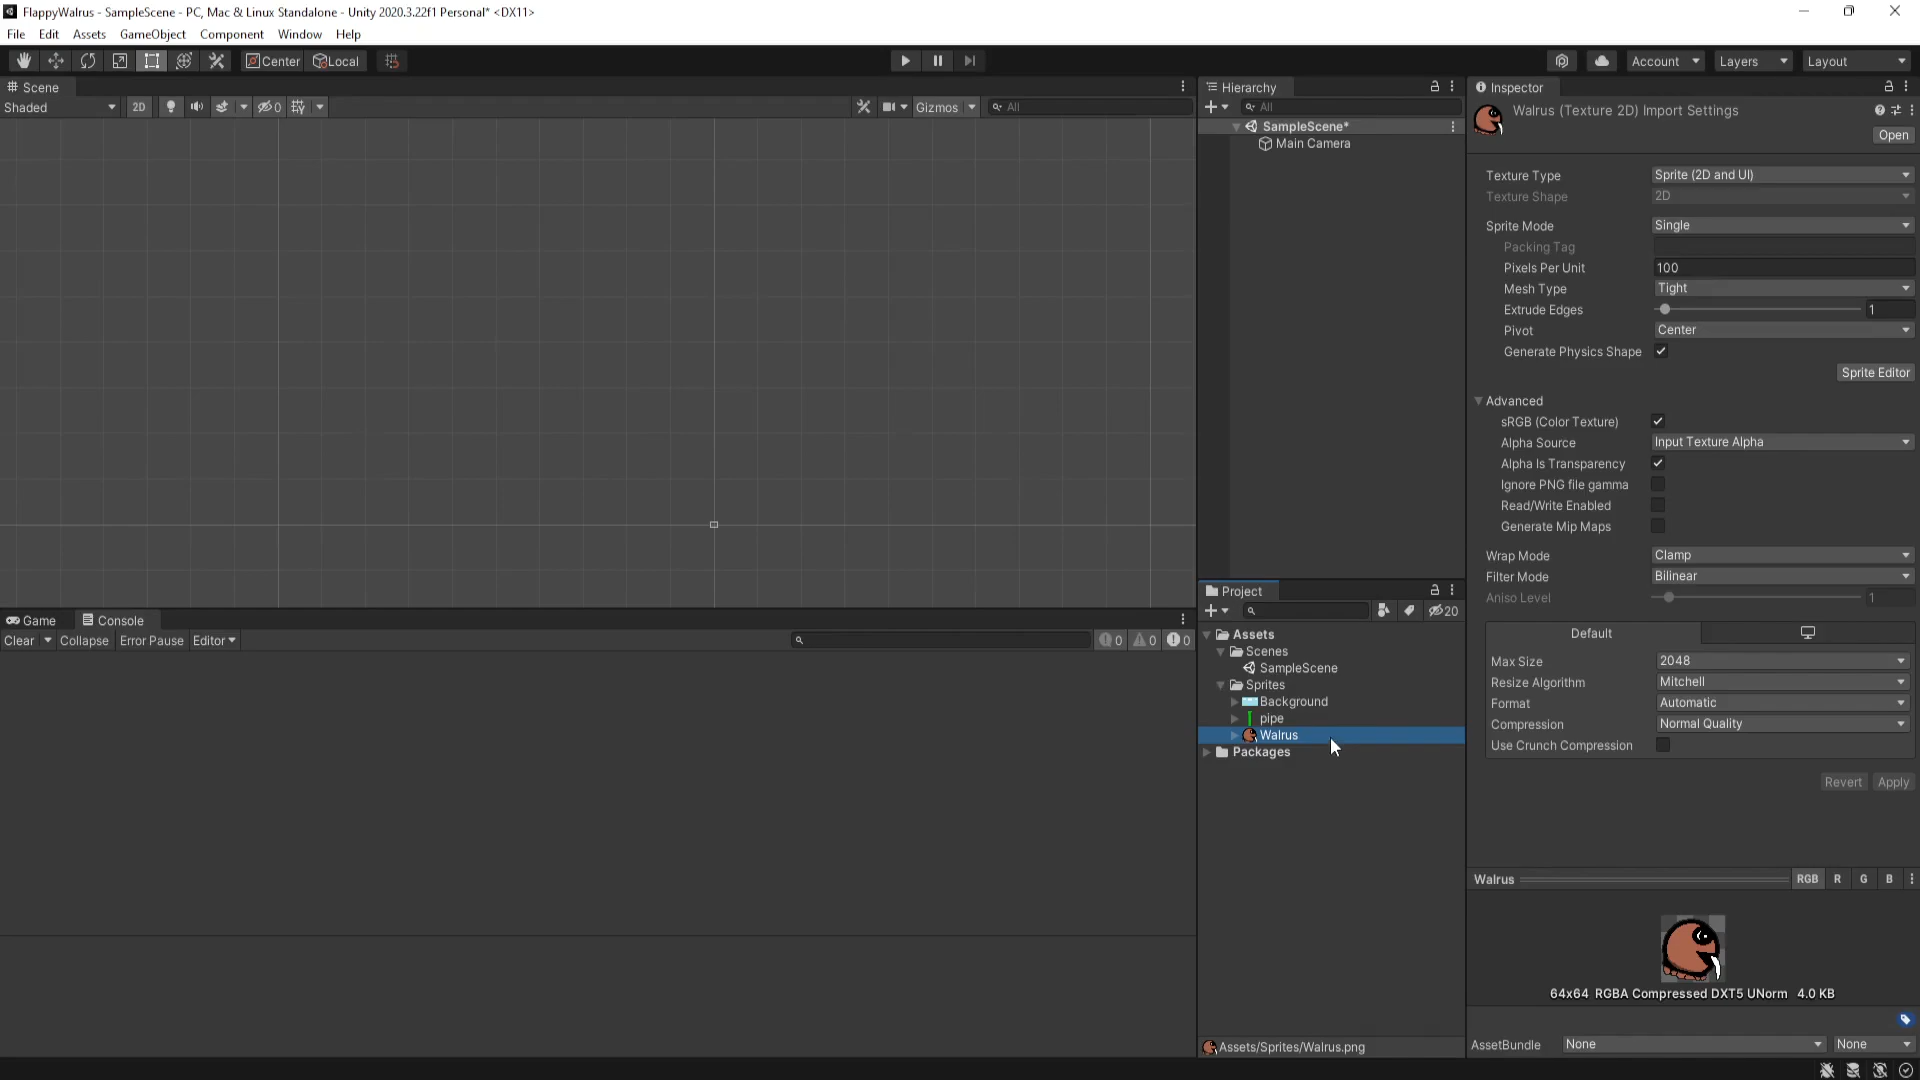 FlappyWalrus - SampleScene - PC, Mac & Linux Standalone - Unity 2020.3.22f1 Personal* <DX11>
File Edit Assets GameObject Component Window Help
Center Local Account Layers Layout
Scene
Shaded 2D 0 Gizmos All
Hierarchy
All
SampleScene*
Main Camera
Game Console
Clear Collapse Error Pause Editor 0 0 0
Project
20
Assets
Scenes
SampleScene
Sprites
Background
pipe
Walrus
Packages
Assets/Sprites/Walrus.png
Inspector
Walrus (Texture 2D) Import Settings
Open
Texture Type Sprite (2D and UI)
Texture Shape 2D
Sprite Mode Single
Packing Tag
Pixels Per Unit 100
Mesh Type Tight
Extrude Edges 1
Pivot Center
Generate Physics Shape
Sprite Editor
Advanced
sRGB (Color Texture)
Alpha Source Input Texture Alpha
Alpha Is Transparency
Ignore PNG file gamma
Read/Write Enabled
Generate Mip Maps
Wrap Mode Clamp
Filter Mode Bilinear
Aniso Level 1
Default
Max Size 2048
Resize Algorithm Mitchell
Format Automatic
Compression Normal Quality
Use Crunch Compression
Revert Apply
Walrus RGB R G B
64x64 RGBA Compressed DXT5 UNorm 4.0 KB
AssetBundle None None